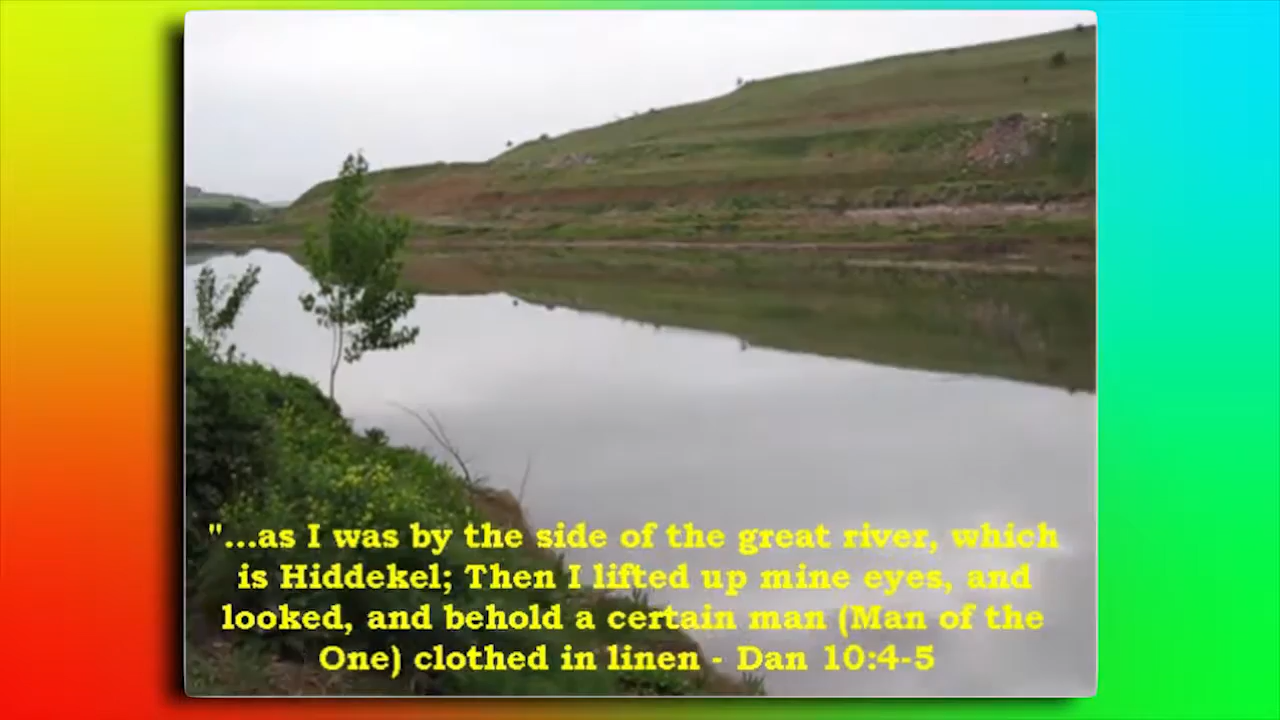 "...as I was by the side of the great river, which
is Hiddekel; Then I lifted up mine eyes, and
looked, and behold a certain man (Man of the
One) clothed in linen - Dan 10:4-5